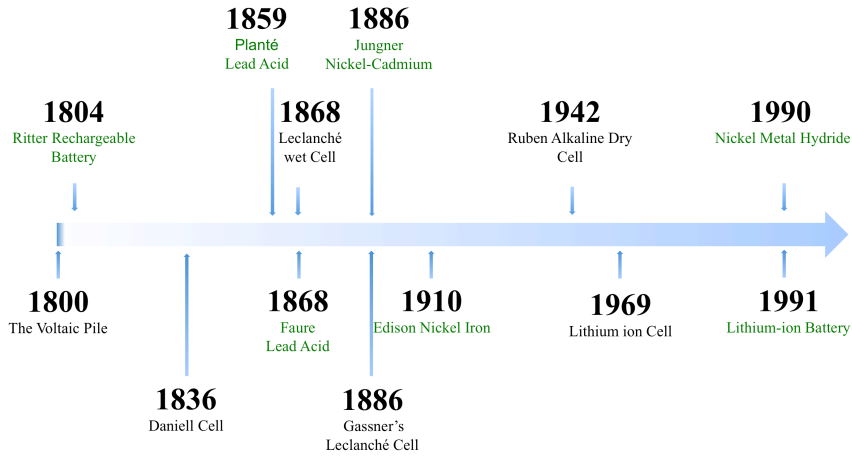 1859
Planté
Lead Acid
1886
Jungner
Nickel-Cadmium
1804
Ritter Rechargeable
Battery
1868
Leclanché
wet Cell
1942
Ruben Alkaline Dry
Cell
1990
Nickel Metal Hydride
1800
The Voltaic Pile
1868
Faure
Lead Acid
1910
Edison Nickel Iron
1969
Lithium ion Cell
1991
Lithium-ion Battery
1836
Daniell Cell
1886
Gassner’s
Leclanché Cell